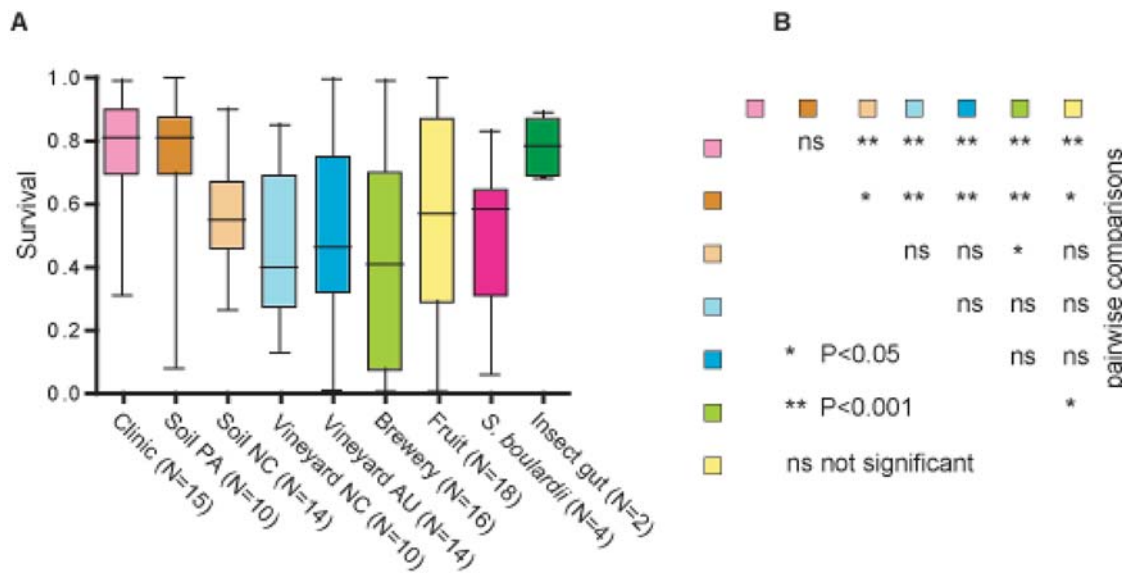 A
B
1.0
0.8
0.6
0.4
0.2
0.0
Survival
Clinic (N=15)
Soil PA (N=10)
Soil NC (N=14)
Vineyard NC (N=10)
Vineyard AU (N=14)
Brewery (N=16)
Fruit (N=18)
S. boulardii (N=4)
Insect gut (N=2)
ns ** ** ** ** **
* ** ** ** *
ns ns * ns
ns ns ns
* P<0.05 ns ns
** P<0.001 *
ns not significant
pairwise comparisons